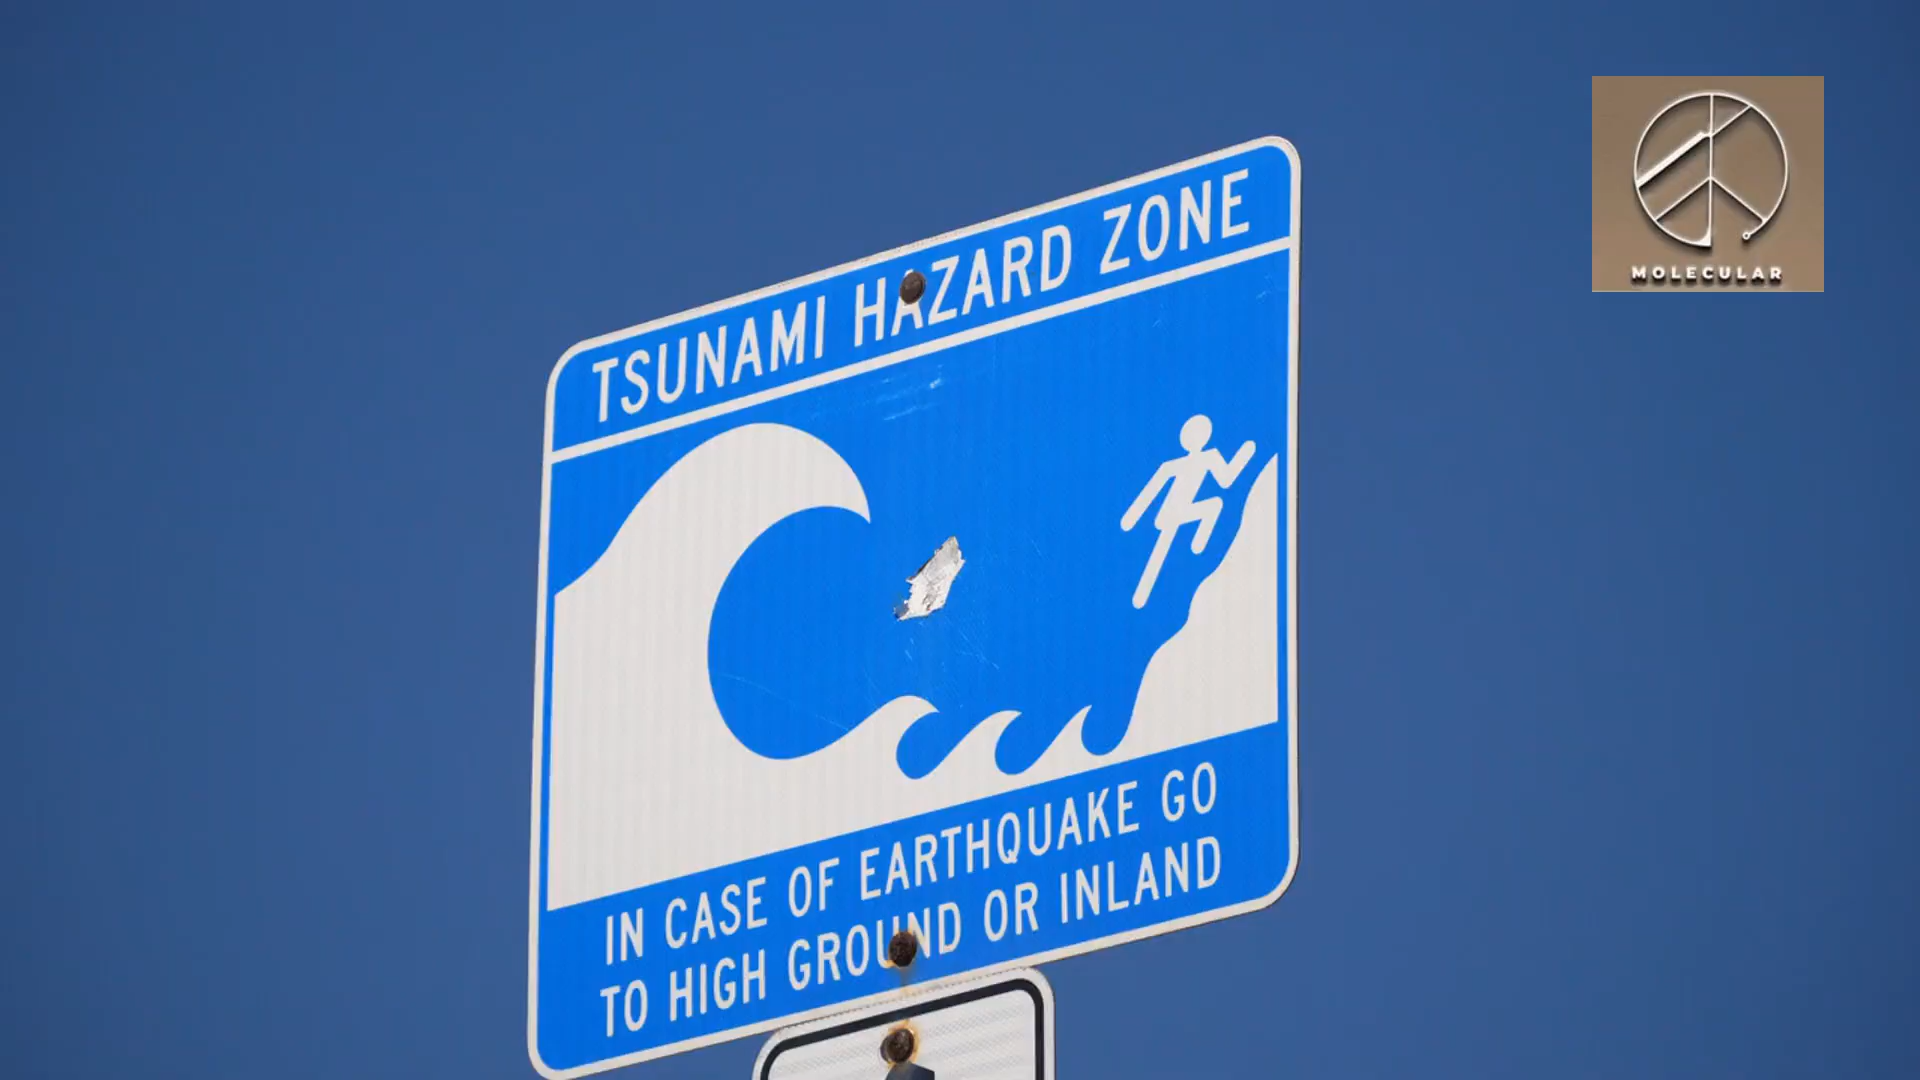 TSUNAMI HAZARD ZONE
IN CASE OF EARTHQUAKE GO
TO HIGH GROUND OR INLAND
MOLECULAR